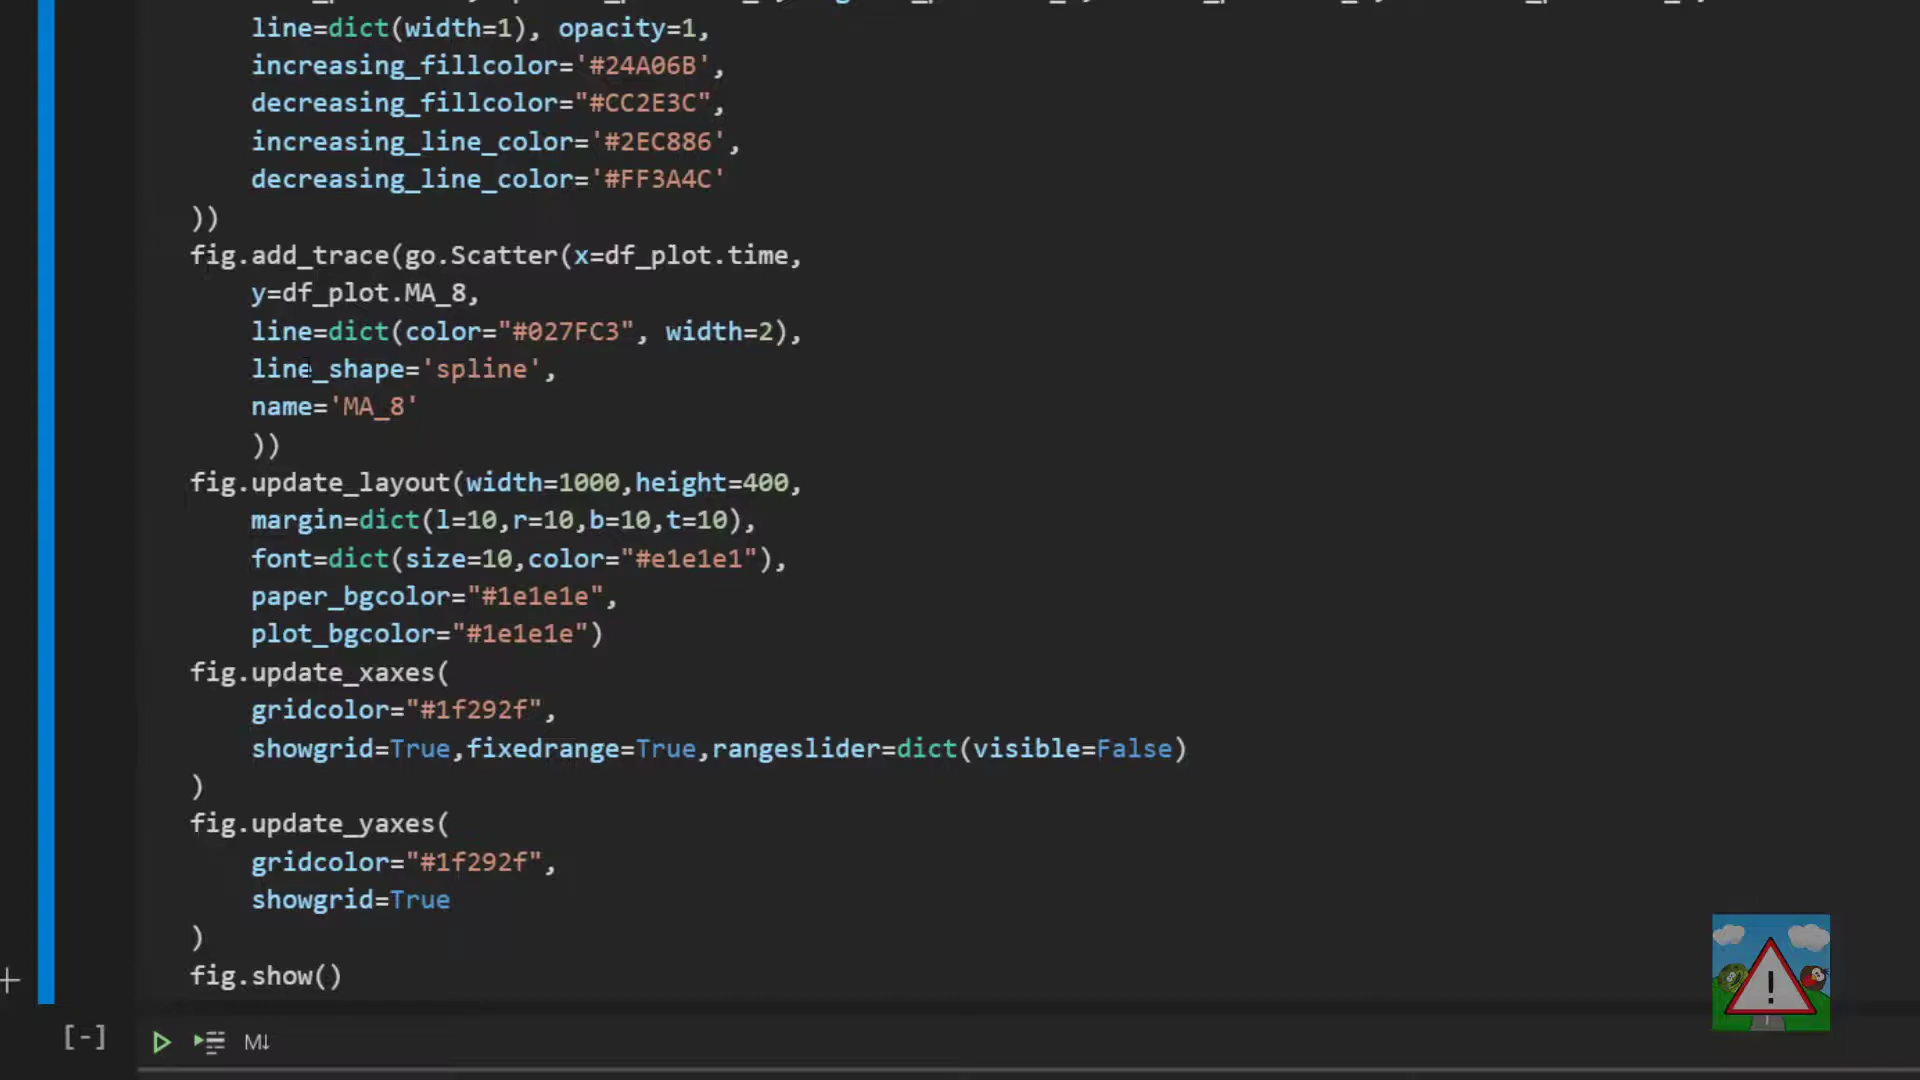 line=dict(width=1), opacity=1,
increasing_fillcolor='#24A06B',
decreasing_fillcolor="#CC2E3C",
increasing_line_color='#2EC886',
decreasing_line_color='#FF3A4C'
))
fig.add_trace(go.Scatter(x=df_plot.time,
y=df_plot.MA_8,
line=dict(color="#027FC3", width=2),
line_shape='spline',
name='MA_8'
))
fig.update_layout(width=1000,height=400,
margin=dict(l=10,r=10,b=10,t=10),
font=dict(size=10,color="#e1e1e1"),
paper_bgcolor="#1e1e1e",
plot_bgcolor="#1e1e1e")
fig.update_xaxes(
gridcolor="#1f292f",
showgrid=True,fixedrange=True,rangeslider=dict(visible=False)
)
fig.update_yaxes(
gridcolor="#1f292f",
showgrid=True
)
fig.show()
[-] M↓